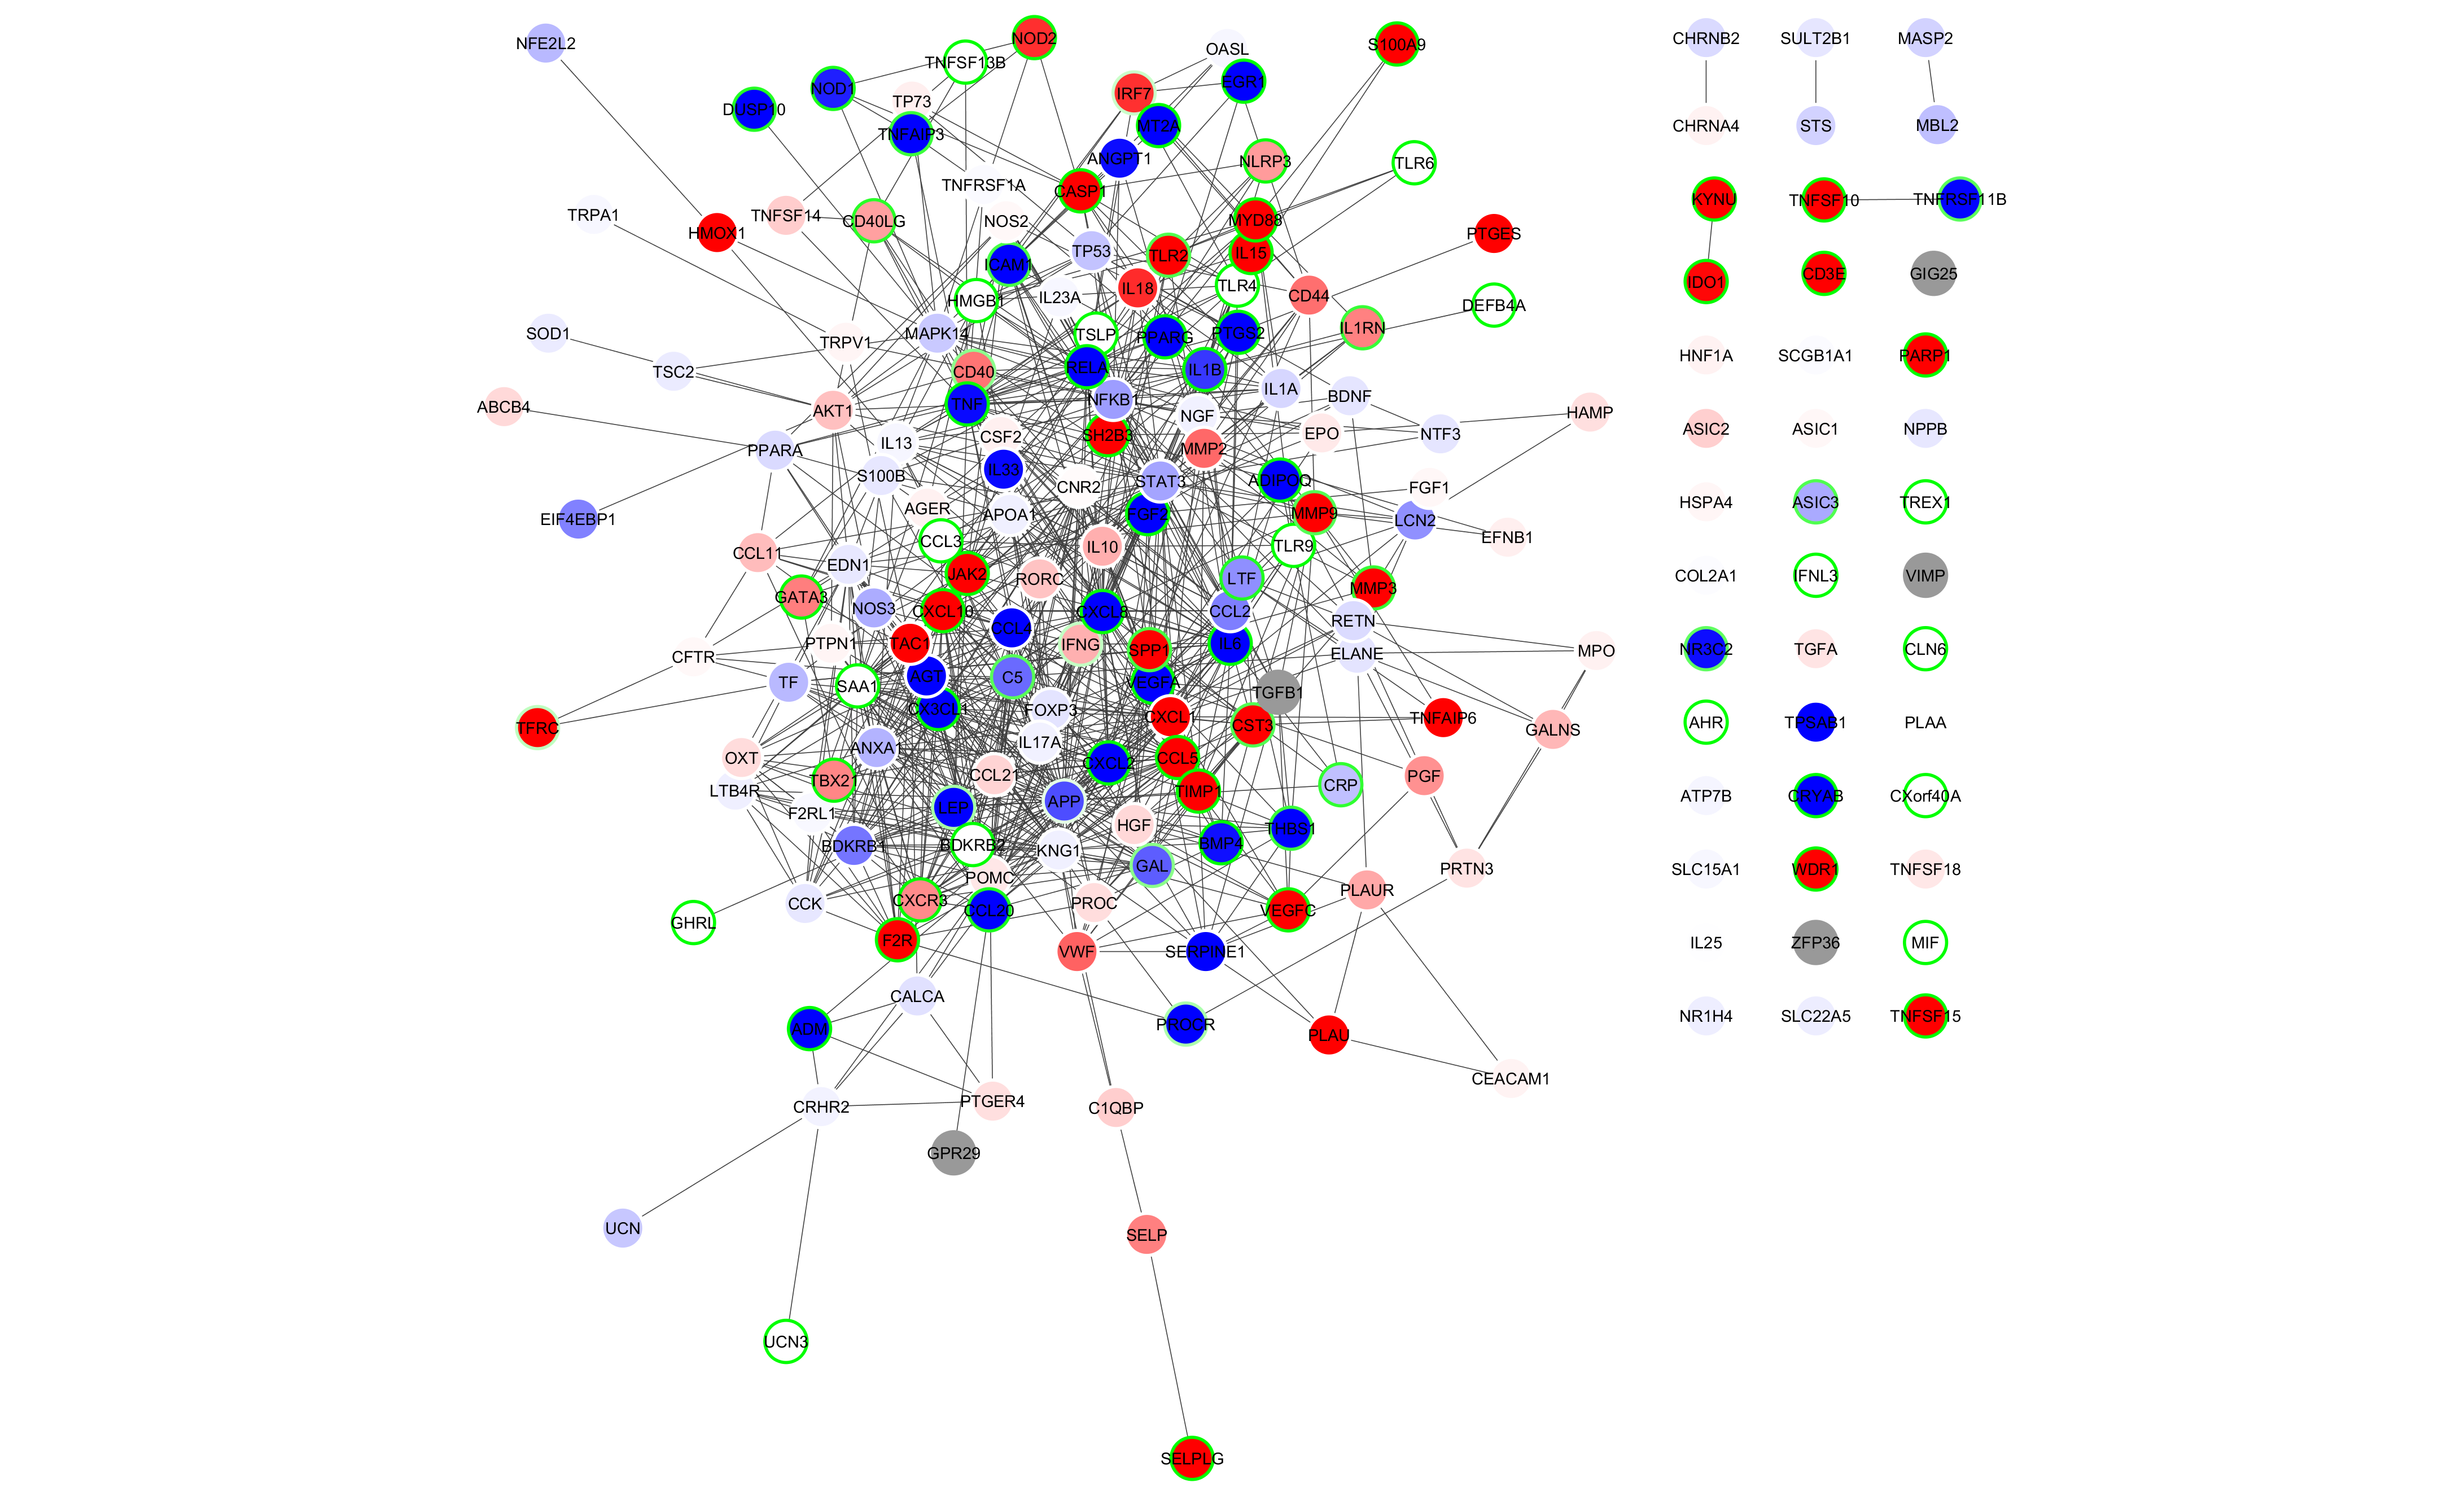 NFE2L2
NOD2
TNFSF13B
OASL
S100A9
CHRNB2
SULT2B1
MASP2
NOD1
TP73
IRF7
EGR1
DUSP10
TNFAIP3
MT2A
CHRNA4
STS
MBL2
ANGPT1
NLRP3
TLR6
TNFRSF1A
CASP1
KYNU
TNFSF10
TNFRSF11B
TRPA1
TNFSF14
CD40LG
NOS2
MYD88
HMOX1
PTGES
TP53
TLR2
IL15
ICAM1
CD3E
GIG25
IDO1
HMGB1
IL23A
IL18
TLR4
CD44
DEFB4A
SOD1
MAPK14
TSLP
PPARG
PTGS2
IL1RN
TRPV1
HNF1A
SCGB1A1
PARP1
TSC2
CD40
RELA
IL1B
ABCB4
AKT1
TNF
NFKB1
IL1A
BDNF
NGF
HAMP
PPARA
IL13
CSF2
SH2B3
MMP2
EPO
NTF3
ASIC2
ASIC1
NPPB
S100B
IL33
CNR2
STAT3
ADIPOQ
FGF1
EIF4EBP1
AGER
APOA1
FGF2
MMP9
LCN2
HSPA4
ASIC3
TREX1
CCL3
IL10
TLR9
EFNB1
CCL11
EDN1
JAK2
RORC
LTF
MMP3
COL2A1
IFNL3
VIMP
GATA3
NOS3
CXCL10
CCL4
CXCL8
CCL2
RETN
CFTR
PTPN1
TAC1
IFNG
SPP1
IL6
ELANE
MPO
NR3C2
TGFA
CLN6
TF
SAA1
AGT
C5
VEGFA
TGFB1
TFRC
CX3CL1
FOXP3
CXCL1
CST3
TNFAIP6
GALNS
AHR
TPSAB1
PLAA
OXT
ANXA1
IL17A
CCL5
CXCL2
LTB4R
TBX21
CCL21
TIMP1
CRP
PGF
ATP7B
CRYAB
CXorf40A
F2RL1
LEP
APP
HGF
THBS1
BDKRB1
BDKRB2
KNG1
BMP4
GAL
POMC
PRTN3
SLC15A1
WDR1
TNFSF18
CCK
CXCR3
CCL20
PROC
PLAUR
VEGFC
GHRL
F2R
VWF
SERPINE1
IL25
ZFP36
MIF
CALCA
ADM
PROCR
PLAU
NR1H4
SLC22A5
TNFSF15
CRHR2
PTGER4
C1QBP
CEACAM1
GPR29
UCN
SELP
UCN3
SELPLG